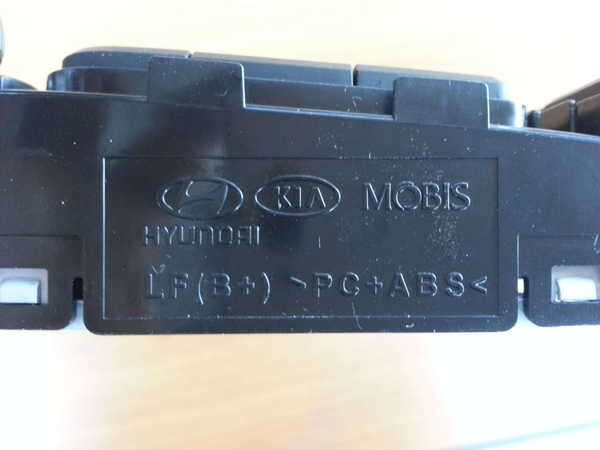 KIA MOBIS
HYUNDAI
LF(B+) >PC+ABS<